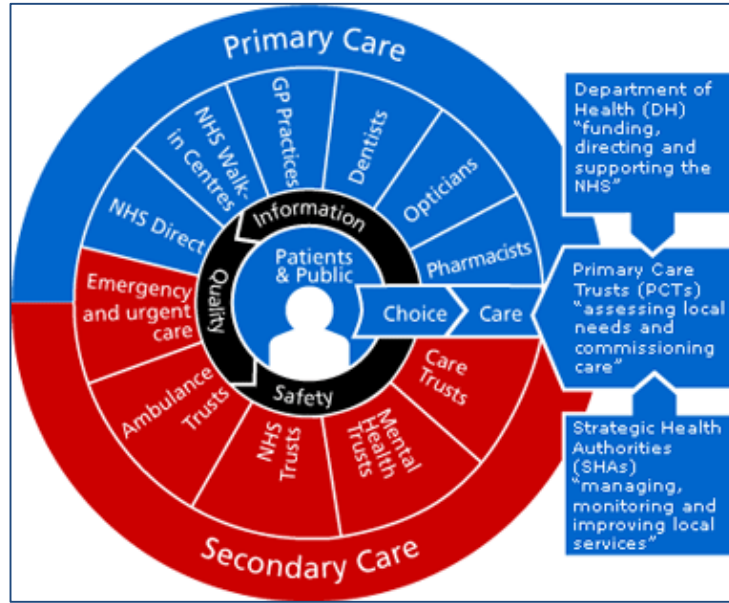 Primary Care
NHS Direct
NHS Walk-
in Centres
GP Practices
Dentists
Opticians
Pharmacists
Information
Quality
Safety
Patients
& Public
Choice
Care
Emergency
and urgent
care
Ambulance
Trusts
NHS
Trusts
Mental
Health
Trusts
Care
Trusts
Secondary Care
Department of
Health (DH)
"funding,
directing and
supporting the
NHS"
Primary Care
Trusts (PCTs)
"assessing local
needs and
commissioning
care"
Strategic Health
Authorities
(SHAs)
"managing,
monitoring and
improving local
services"